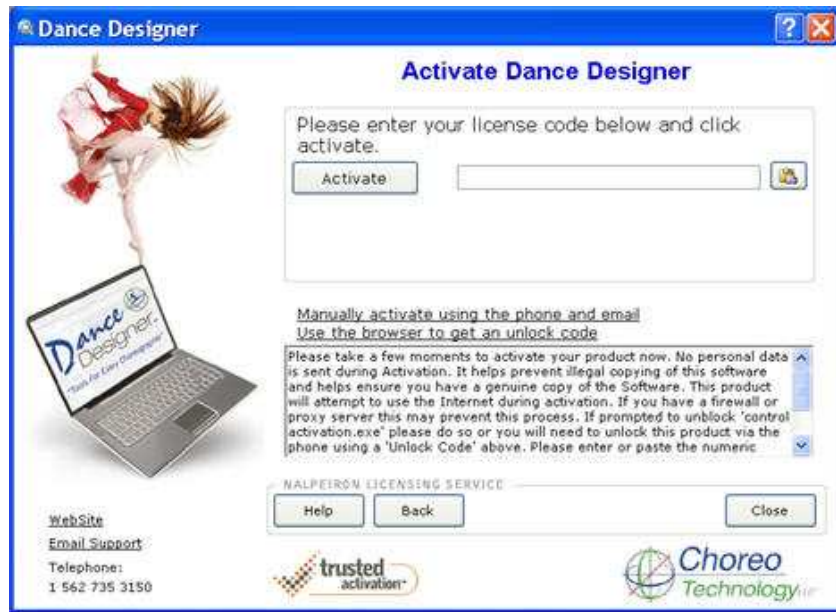 Dance Designer
Activate Dance Designer
Please enter your license code below and click
activate.
Activate
Manually activate using the phone and email
Use the browser to get an unlock code
Please take a few moments to activate your product now. No personal data
is sent during Activation. It helps prevent illegal copying of this software
and helps ensure you have a genuine copy of the Software. This product
will attempt to use the Internet during activation. If you have a firewall or
proxy server this may prevent this process. If prompted to unblock 'control
activation.exe' please do so or you will need to unlock this product via the
phone using a 'Unlock Code' above. Please enter or paste the numeric
Dance
Designer
"Tools For Easy Choreography"
NALPEIRON LICENSING SERVICE
Help
Back
Close
WebSite
Email Support
Telephone:
1 562 735 3150
trusted
activation
Choreo
Technology